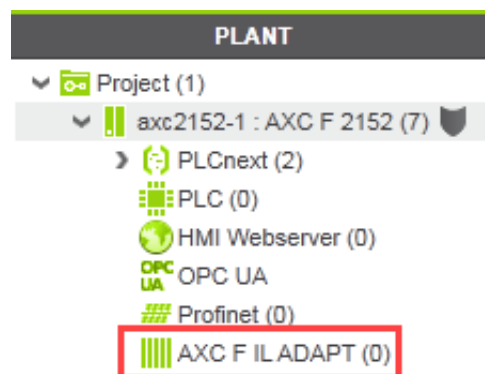 PLANT
Project (1)
axc2152-1 : AXC F 2152 (7)
PLCnext (2)
PLC (0)
HMI Webserver (0)
OPC UA OPC UA
Profinet (0)
AXC F IL ADAPT (0)